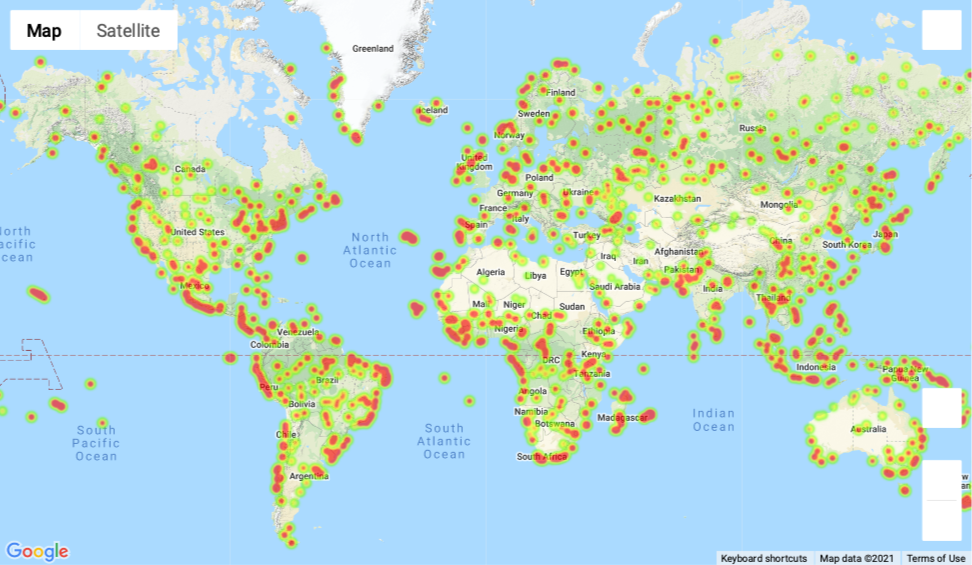 Map
Satellite
Greenland
Iceland
Finland
Sweden
Norway
Russia
United
Kingdom
Canada
Poland
Germany
Ukraine
Kazakhstan
France
Mongolia
Italy
Spain
United States
Turkey
Japan
North
Atlantic
Ocean
China
South Korea
Iraq
Iran
Afghanistan
Algeria
Libya
Egypt
Pakistan
Saudi Arabia
Mexico
India
Thailand
Mali
Niger
Sudan
Chad
Nigeria
Ethiopia
Venezuela
Colombia
Kenya
DRC
Indonesia
Papua New
Guinea
Tanzania
Peru
Brazil
Angola
Bolivia
Namibia
Botswana
Madagascar
Indian
Ocean
South
Pacific
Ocean
South
Atlantic
Ocean
Australia
Chile
South Africa
Argentina
Google
Keyboard shortcuts
Map data ©2021
Terms of Use